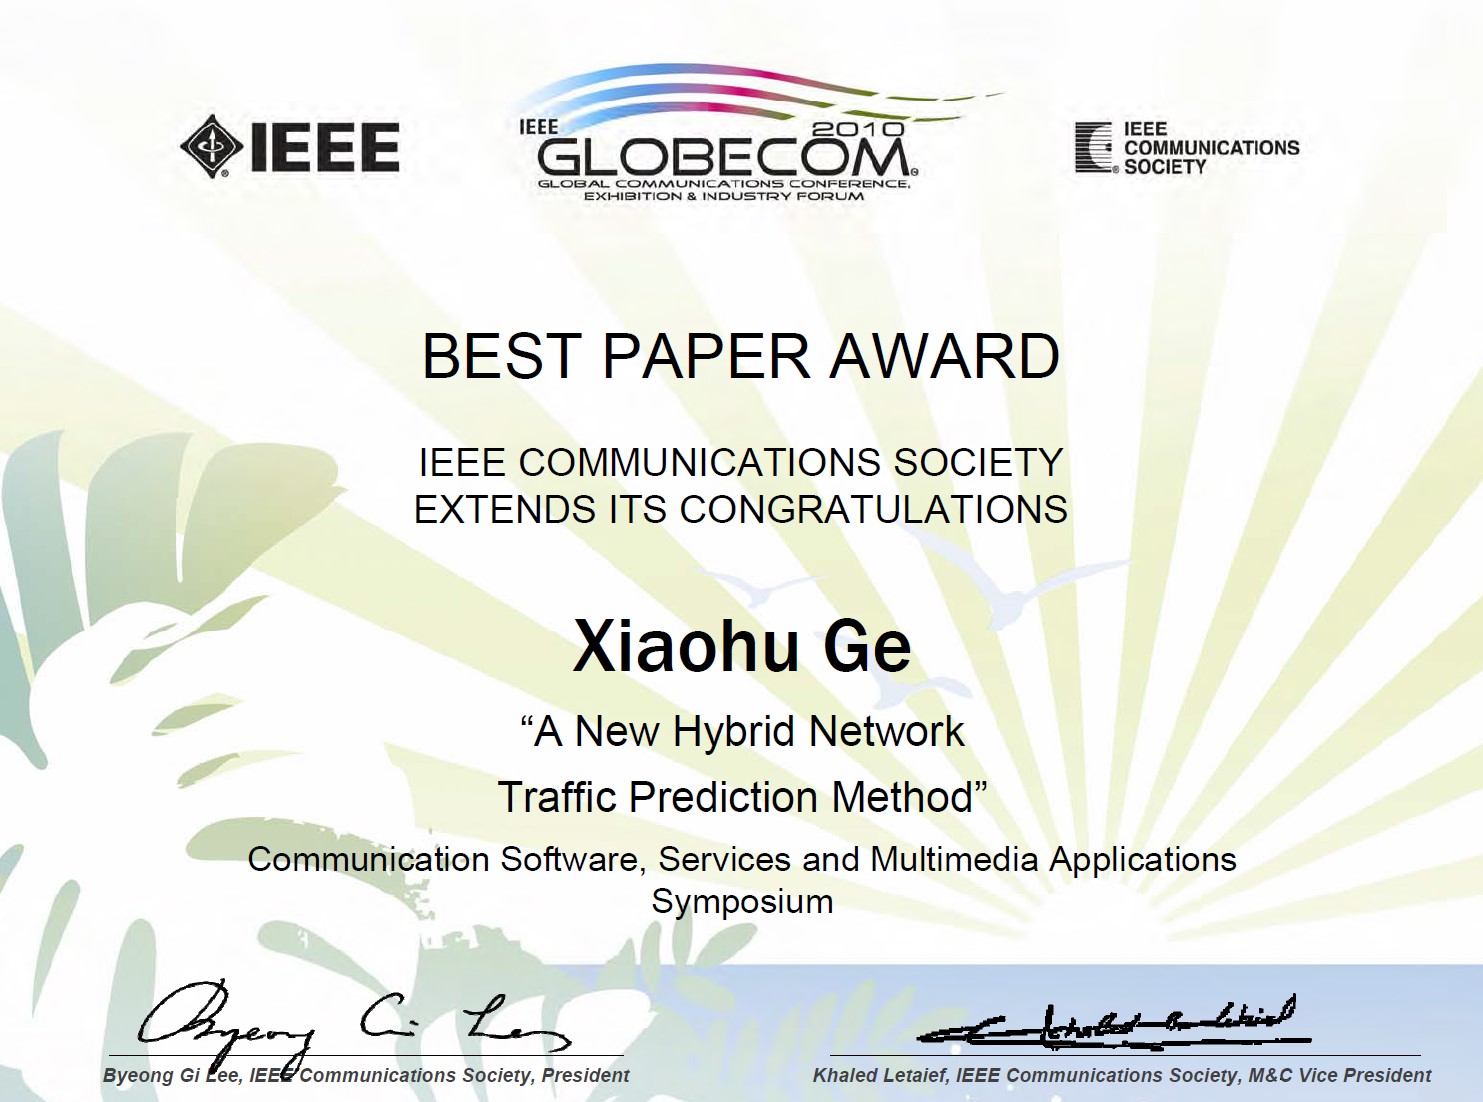 IEEE
IEEE
2010
GLOBECOM
GLOBAL COMMUNICATIONS CONFERENCE,
EXHIBITION & INDUSTRY FORUM
IEEE
COMMUNICATIONS
SOCIETY
BEST PAPER AWARD
IEEE COMMUNICATIONS SOCIETY
EXTENDS ITS CONGRATULATIONS
Xiaohu Ge
“A New Hybrid Network
Traffic Prediction Method”
Communication Software, Services and Multimedia Applications
Symposium
Byeong Gi Lee
Khaled B. Letaief
Byeong Gi Lee, IEEE Communications Society, President
Khaled Letaief, IEEE Communications Society, M&C Vice President